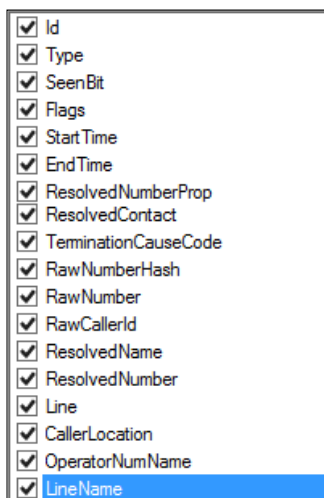 Id
Type
SeenBit
Flags
StartTime
EndTime
ResolvedNumberProp
ResolvedContact
TerminationCauseCode
RawNumberHash
RawNumber
RawCallerId
ResolvedName
ResolvedNumber
Line
CallerLocation
OperatorNumName
LineName